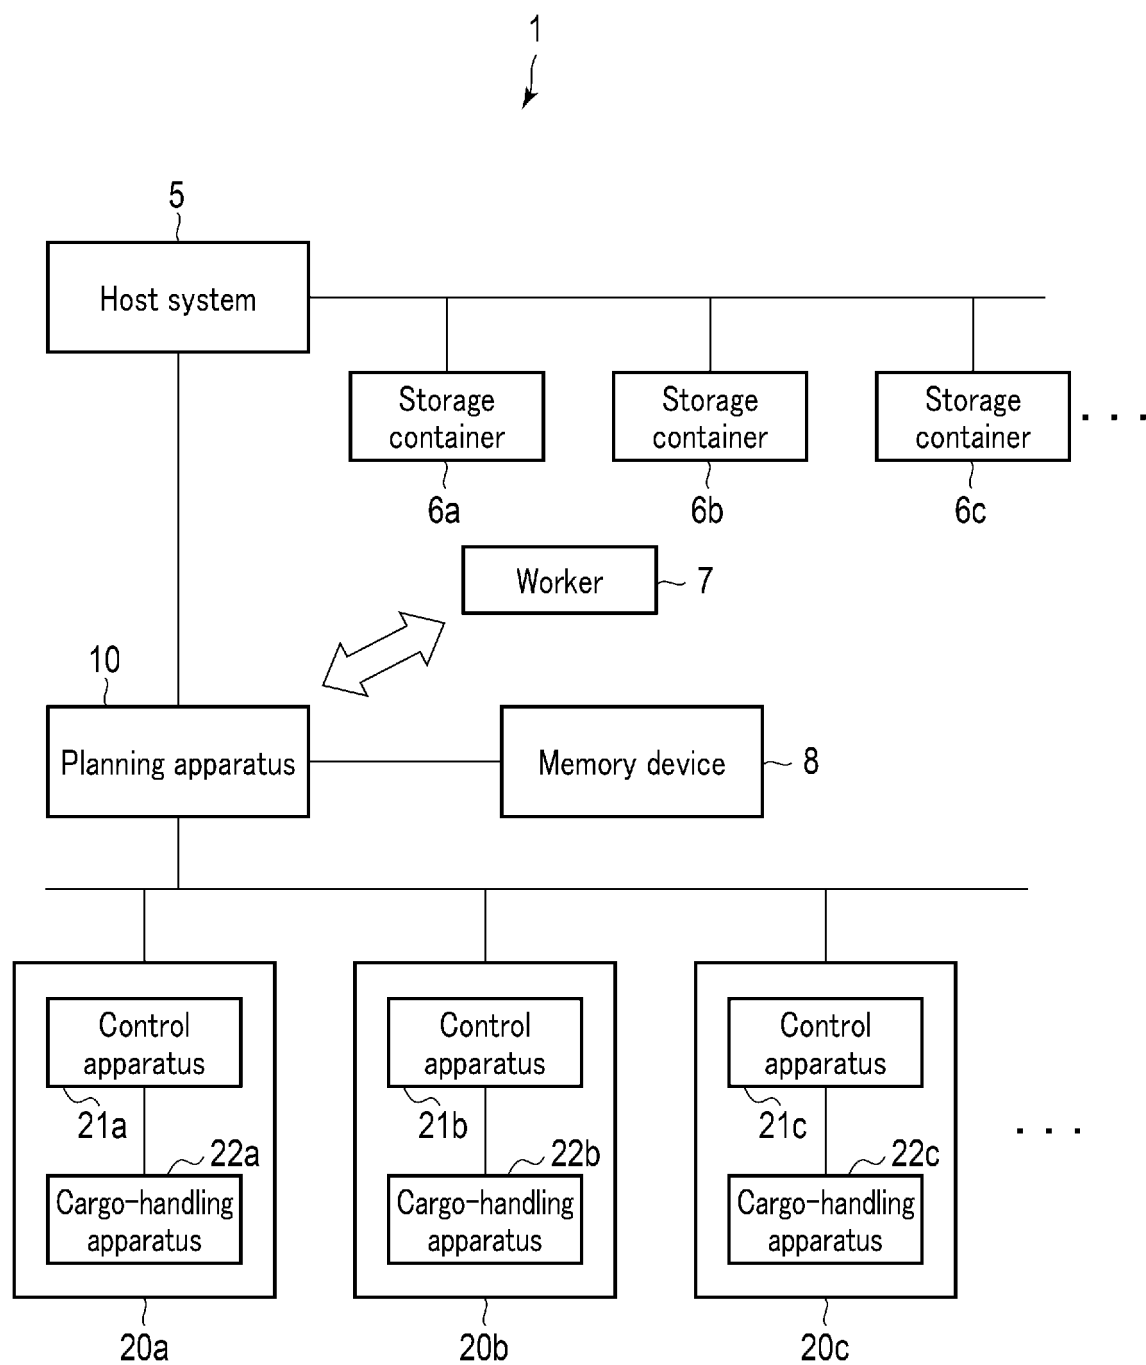 1
5
Host system
Storage
container
Storage
container
Storage
container
. . .
6a
6b
6c
Worker
7
10
Planning apparatus
Memory device
8
Control
apparatus
Control
apparatus
Control
apparatus
21a
21b
21c
. . .
22a
22b
22c
Cargo-handling
apparatus
Cargo-handling
apparatus
Cargo-handling
apparatus
20a
20b
20c